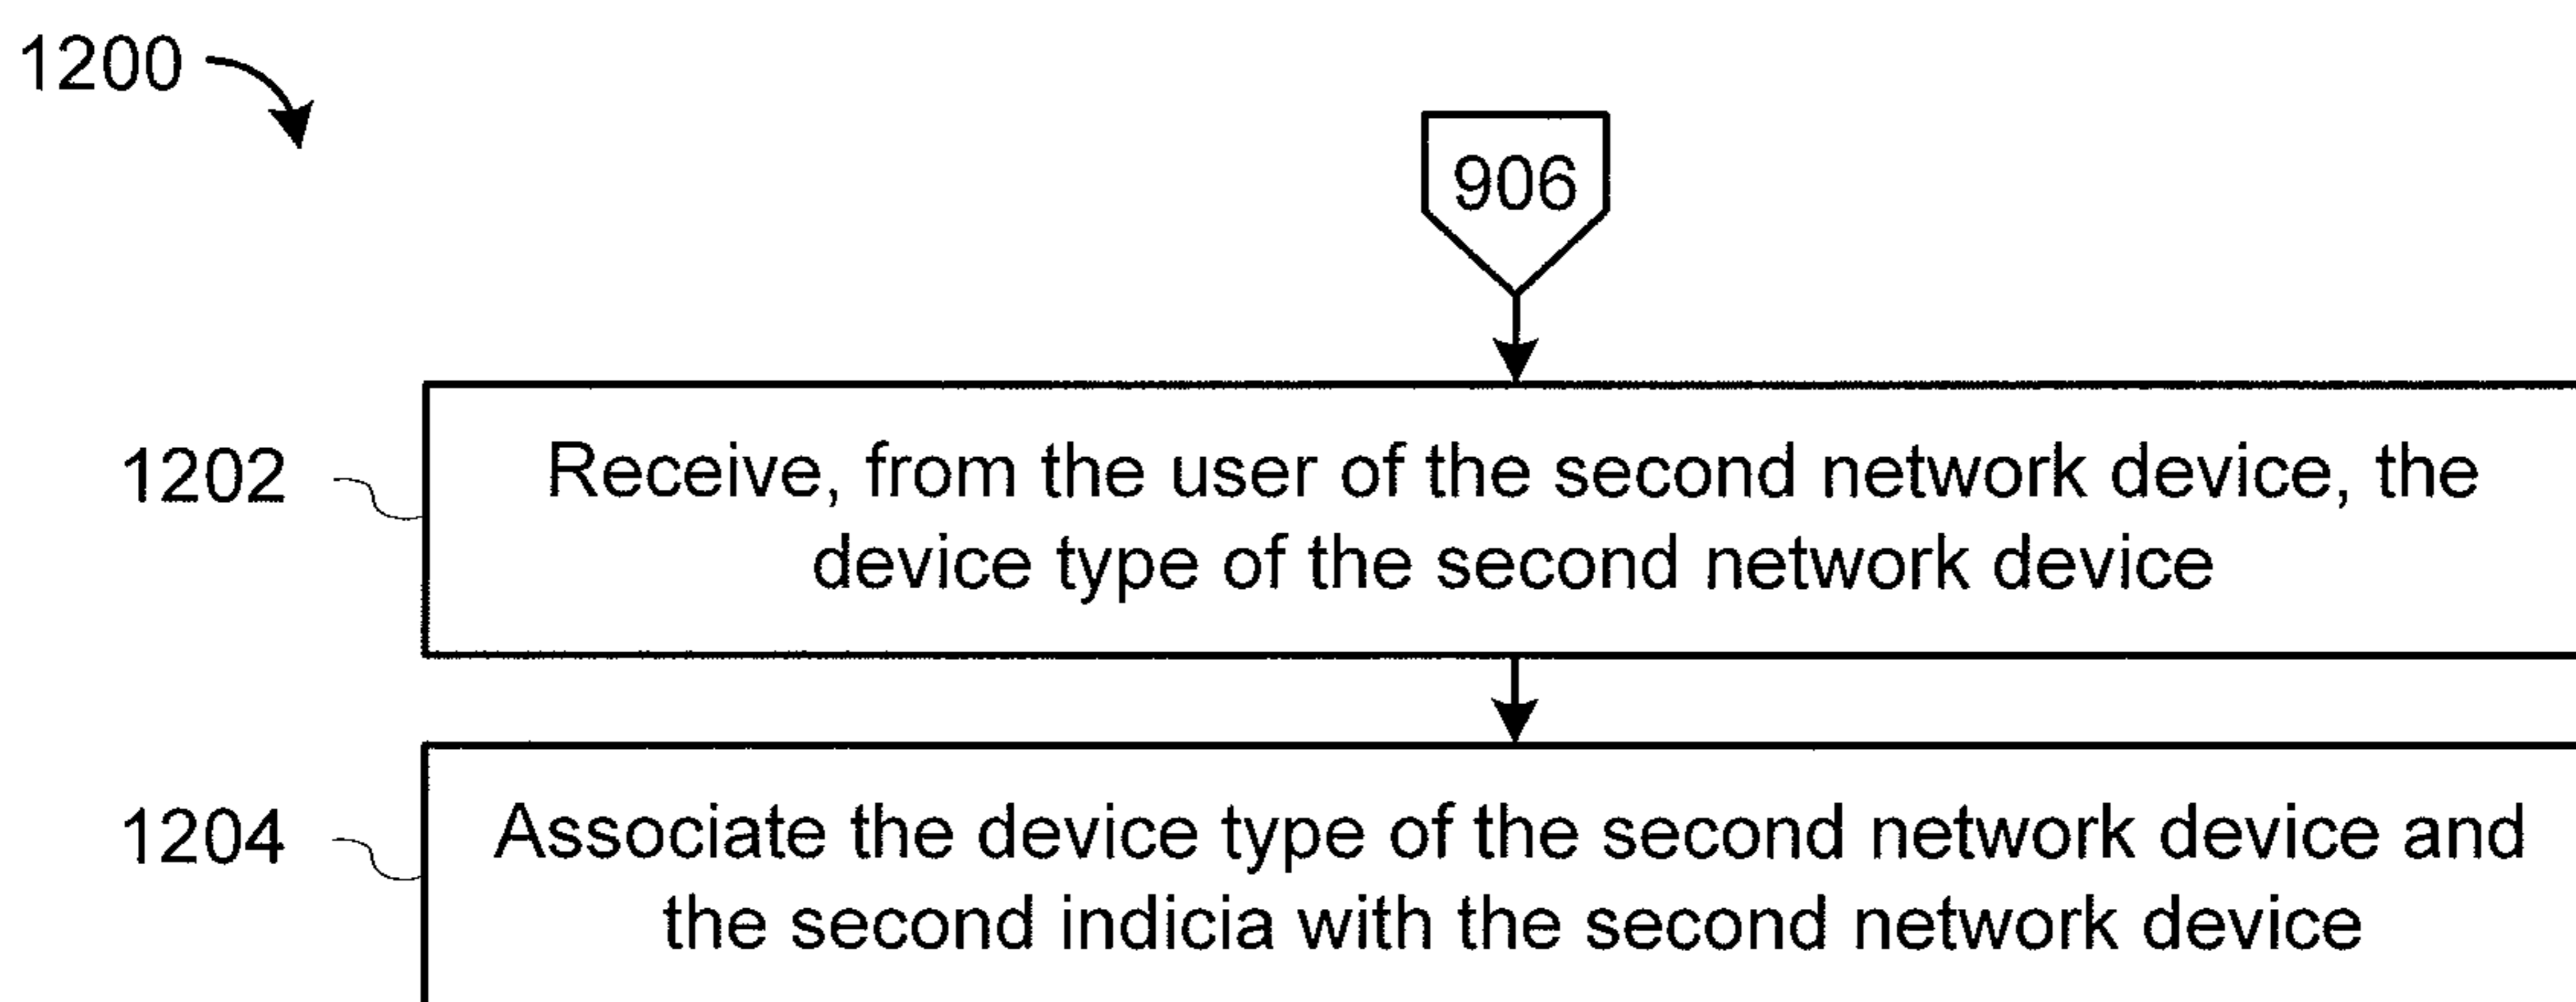 1200
906
1202
Receive, from the user of the second network device, the
device type of the second network device
1204
Associate the device type of the second network device and
the second indicia with the second network device